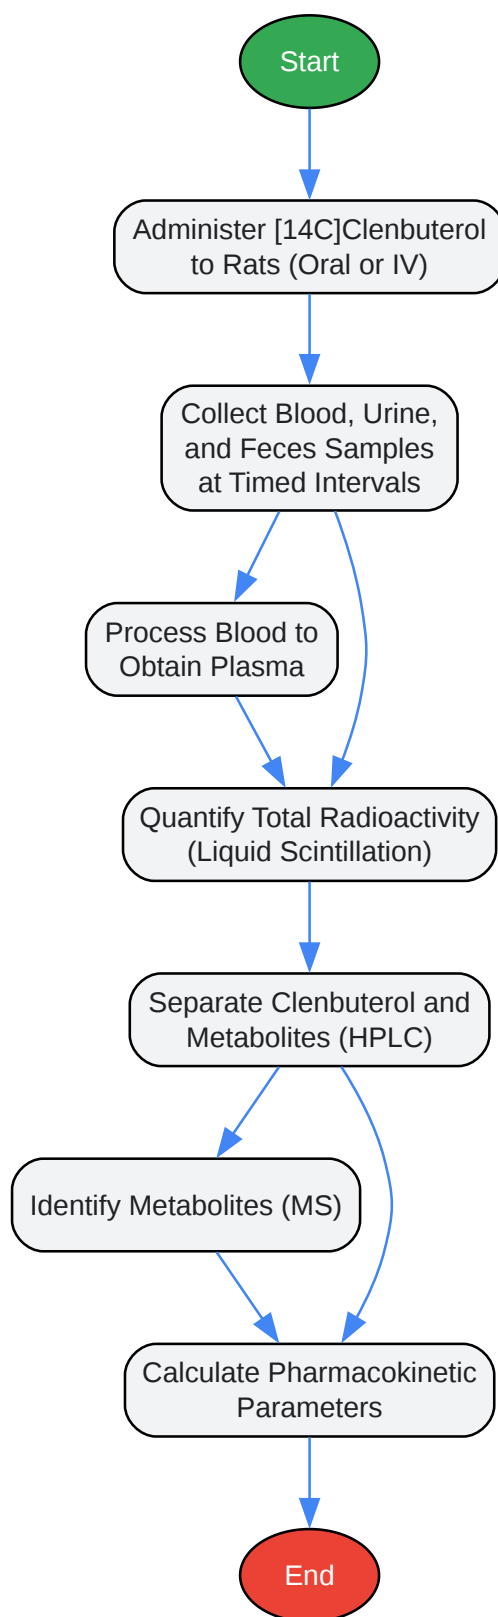 Start
Administer [14C]Clenbuterol
to Rats (Oral or IV)
Collect Blood, Urine,
and Feces Samples
at Timed Intervals
Process Blood to
Obtain Plasma
Quantify Total Radioactivity
(Liquid Scintillation)
Separate Clenbuterol and
Metabolites (HPLC)
Identify Metabolites (MS)
Calculate Pharmacokinetic
Parameters
End